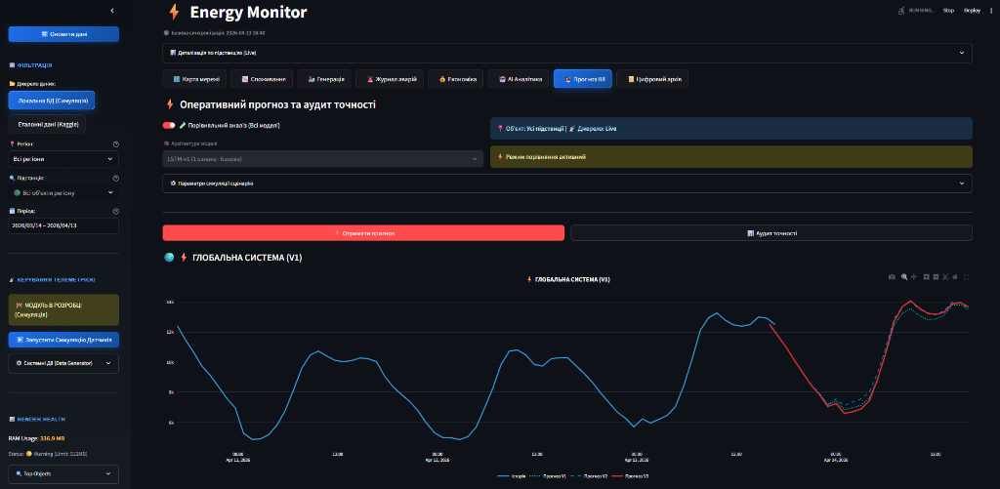 Energy Monitor
RUNNING...
Stop
Deploy
Базова синхронізація: 2026-04-13 16:40
Деталізація по підстанціях (Live)
Оновити дані
ФІЛЬТРАЦІЯ
Джерело даних:
Локальна БД (Симуляція)
Еталонні дані (Kaggle)
Регіон:
Всі регіони
Підстанція:
Всі об'єкти регіону
Період:
2026/03/14 – 2026/04/13
КЕРУВАННЯ ТЕЛЕМЕТРІЄЮ
МОДУЛЬ В РОЗРОБЦІ
(Симуляція)
Запустити Симуляцію Датчиків
Системні Дії (Data Generator)
RENDER HEALTH
RAM Usage: 336.9 MB
Status: Warning (Limit: 512MB)
Top Objects
Карта мережі
Споживання
Генерація
Журнал аварій
Економіка
AI Аналітика
Прогноз ШІ
Цифровий архів
Оперативний прогноз та аудит точності
Порівняльний аналіз (Всі моделі)
Архітектура моделі
LSTM-v1 (1 ознака - Базова)
Об'єкт: Усі підстанції | Джерело: Live
Режим порівняння активний
Параметри симуляції сценарію
Отримати прогноз
Аудит точності
ГЛОБАЛЬНА СИСТЕМА (V1)
ГЛОБАЛЬНА СИСТЕМА (V1)
14k
12k
10k
8k
6k
00:00
Apr 11, 2026
12:00
00:00
Apr 12, 2026
12:00
00:00
Apr 13, 2026
12:00
00:00
Apr 14, 2026
12:00
Історія
Прогноз V1
Прогноз V2
Прогноз V3